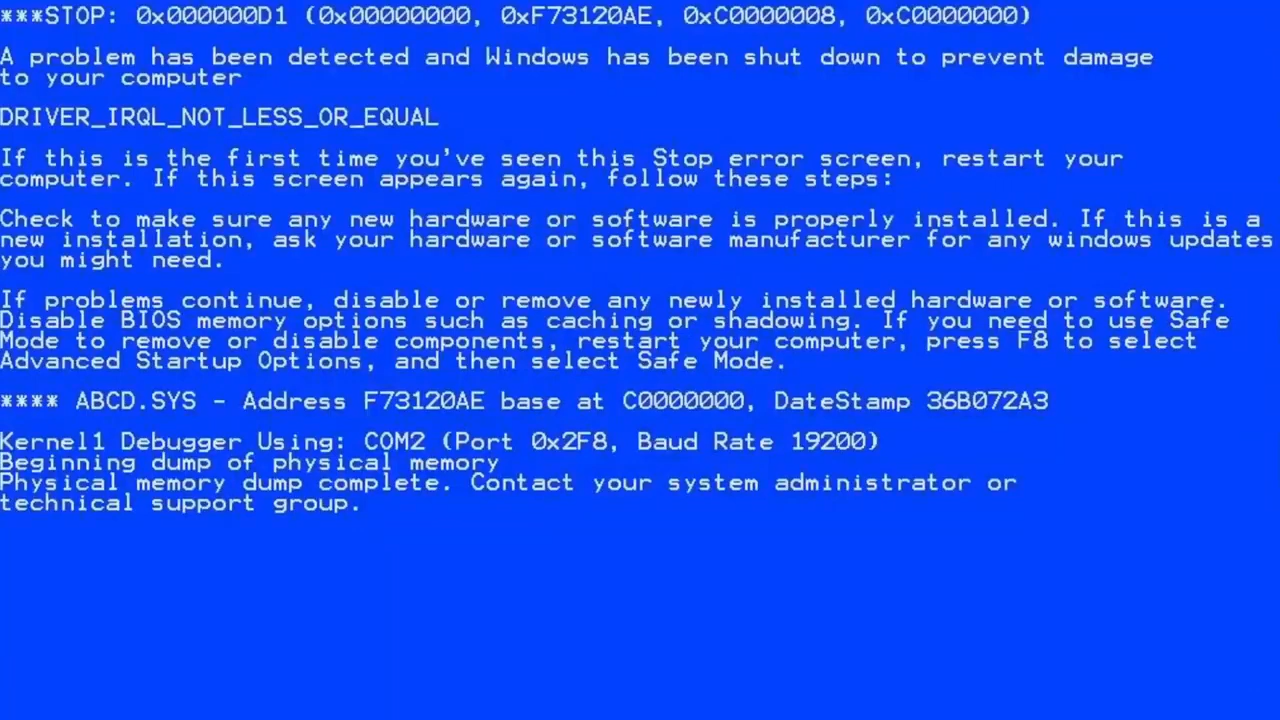 ***STOP: 0x000000D1 (0x00000000, 0xF73120AE, 0xC0000008, 0xC0000000)
A problem has been detected and Windows has been shut down to prevent damage
to your computer
DRIVER_IRQL_NOT_LESS_OR_EQUAL
If this is the first time you've seen this Stop error screen, restart your
computer. If this screen appears again, follow these steps:
Check to make sure any new hardware or software is properly installed. If this is a
new installation, ask your hardware or software manufacturer for any windows updates
you might need.
If problems continue, disable or remove any newly installed hardware or software.
Disable BIOS memory options such as caching or shadowing. If you need to use Safe
Mode to remove or disable components, restart your computer, press F8 to select
Advanced Startup Options, and then select Safe Mode.
**** ABCD.SYS - Address F73120AE base at C0000000, DateStamp 36B072A3
Kernel1 Debugger Using: COM2 (Port 0x2F8, Baud Rate 19200)
Beginning dump of physical memory
Physical memory dump complete. Contact your system administrator or
technical support group.